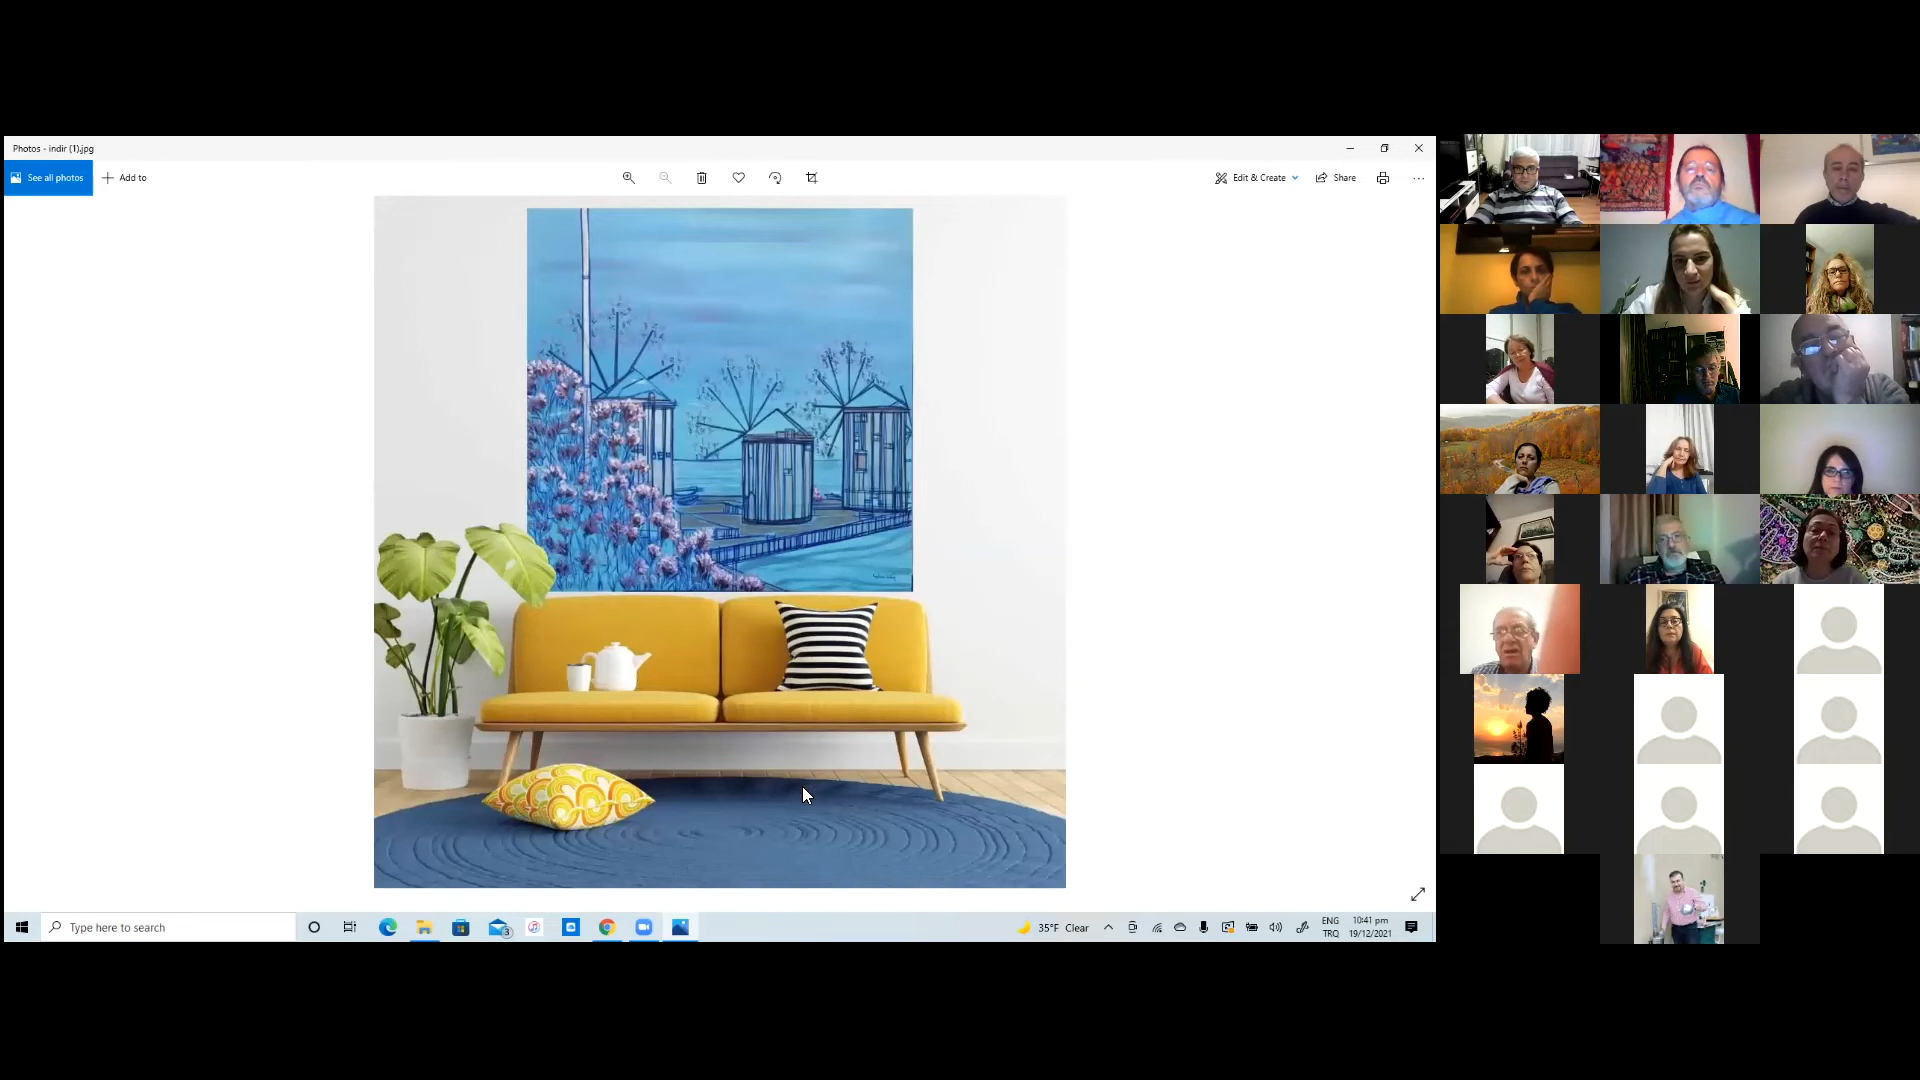 Photos - indir (1).jpg
See all photos
Add to
Edit & Create
Share
Type here to search
3
35°F Clear
ENG
TRQ
10:41 pm
19/12/2021